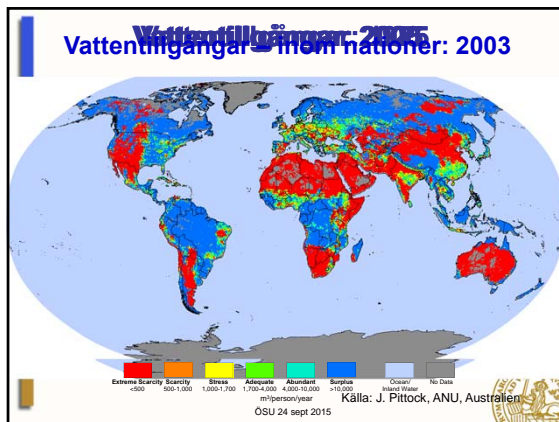 Vattentillgångar – inom nationer: 2003
Extreme Scarcity
<500
Scarcity
500-1,000
Stress
1,000-1,700
Adequate
1,700-4,000
Abundant
4,000-10,000
Surplus
>10,000
Ocean/
Inland Water
No Data
m³/person/year
Källa: J. Pittock, ANU, Australien
ÖSU 24 sept 2015